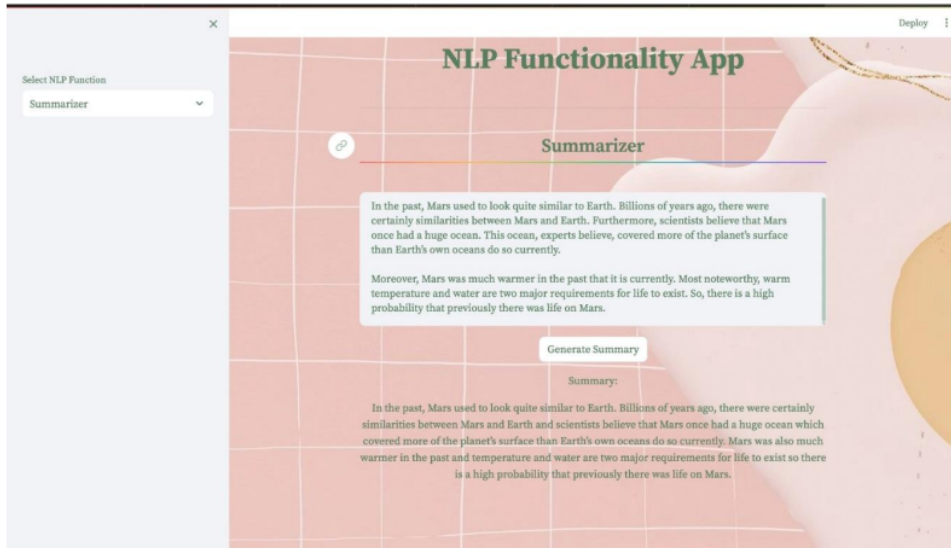 Deploy
Select NLP Function
Summarizer
NLP Functionality App
Summarizer
In the past, Mars used to look quite similar to Earth. Billions of years ago, there were
certainly similarities between Mars and Earth. Furthermore, scientists believe that Mars
once had a huge ocean. This ocean, experts believe, covered more of the planet's surface
than Earth's own oceans do so currently.
Moreover, Mars was much warmer in the past that it is currently. Most noteworthy, warm
temperature and water are two major requirements for life to exist. So, there is a high
probability that previously there was life on Mars.
Generate Summary
Summary:
In the past, Mars used to look quite similar to Earth. Billions of years ago, there were certainly
similarities between Mars and Earth and scientists believe that Mars once had a huge ocean which
covered more of the planet's surface than Earth's own oceans do so currently. Mars was also much
warmer in the past and temperature and water are two major requirements for life to exist so there
is a high probability that previously there was life on Mars.